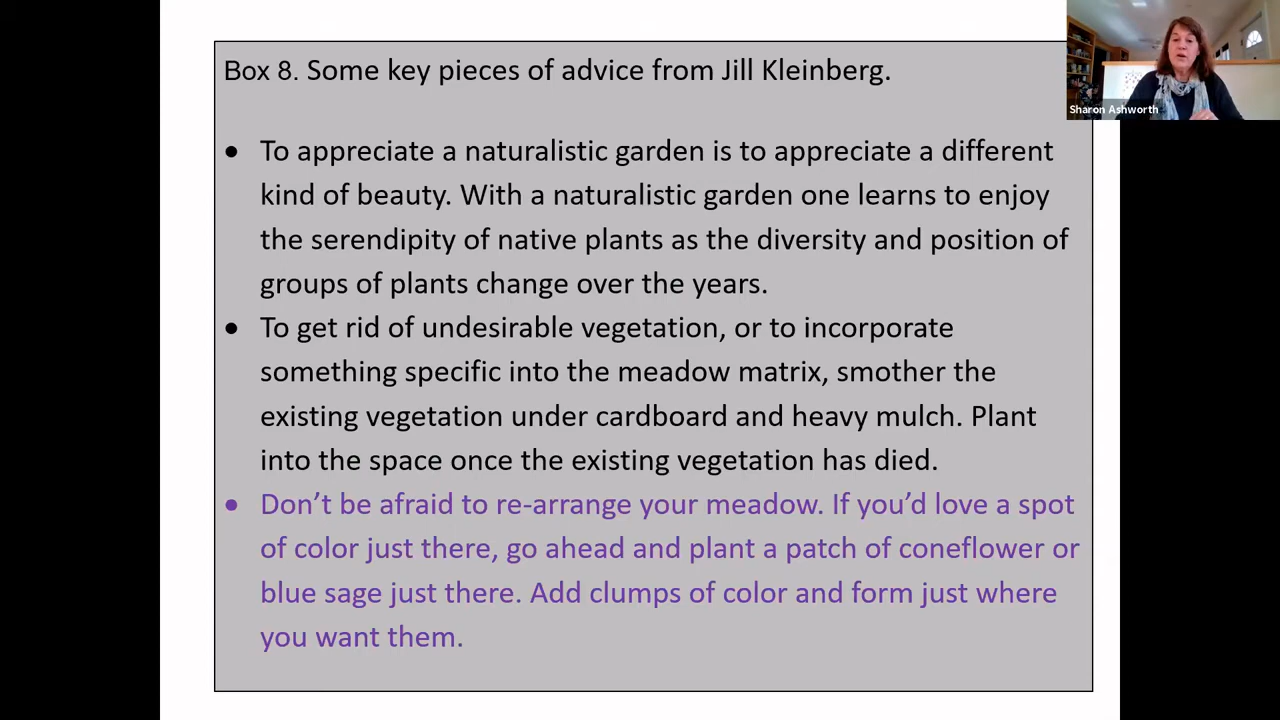 Box 8. Some key pieces of advice from Jill Kleinberg.
Sharon Ashworth
• To appreciate a naturalistic garden is to appreciate a different
kind of beauty. With a naturalistic garden one learns to enjoy
the serendipity of native plants as the diversity and position of
groups of plants change over the years.
• To get rid of undesirable vegetation, or to incorporate
something specific into the meadow matrix, smother the
existing vegetation under cardboard and heavy mulch. Plant
into the space once the existing vegetation has died.
• Don’t be afraid to re-arrange your meadow. If you’d love a spot
of color just there, go ahead and plant a patch of coneflower or
blue sage just there. Add clumps of color and form just where
you want them.